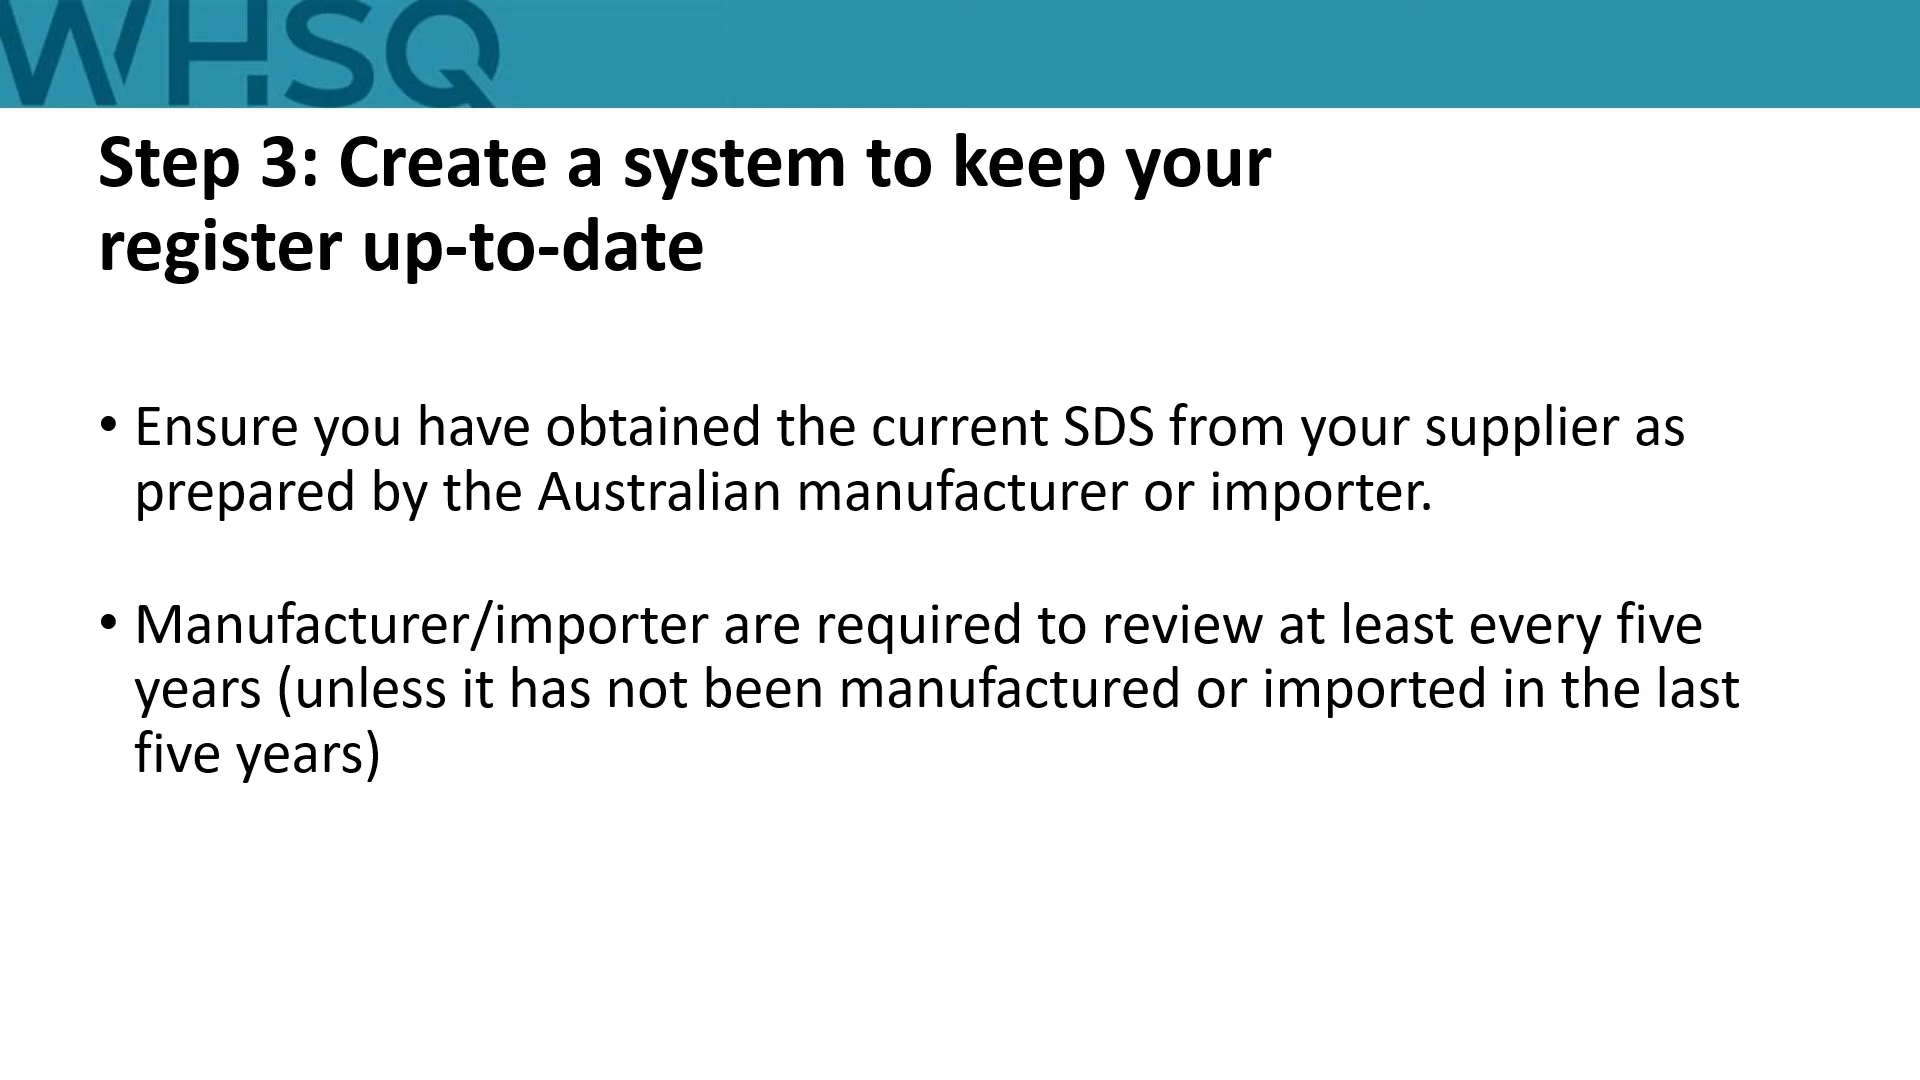 WHSQ
Step 3: Create a system to keep your
register up-to-date
• Ensure you have obtained the current SDS from your supplier as
prepared by the Australian manufacturer or importer.
• Manufacturer/importer are required to review at least every five
years (unless it has not been manufactured or imported in the last
five years)